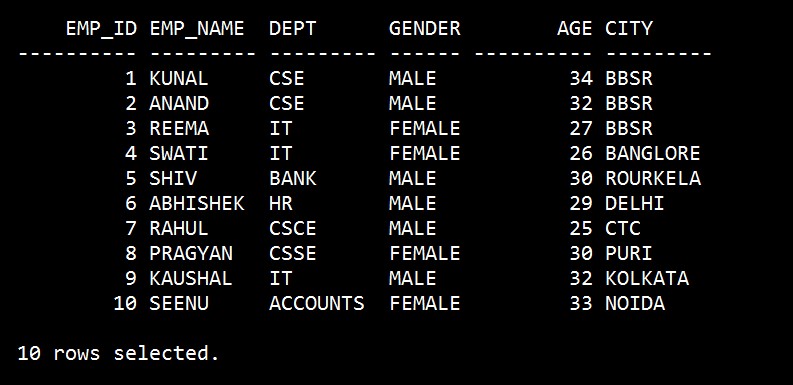 EMP_ID EMP_NAME DEPT GENDER AGE CITY
---------- --------- --------- ------ ---------- ---------
1 KUNAL CSE MALE 34 BBSR
2 ANAND CSE MALE 32 BBSR
3 REEMA IT FEMALE 27 BBSR
4 SWATI IT FEMALE 26 BANGLORE
5 SHIV BANK MALE 30 ROURKELA
6 ABHISHEK HR MALE 29 DELHI
7 RAHUL CSCE MALE 25 CTC
8 PRAGYAN CSSE FEMALE 30 PURI
9 KAUSHAL IT MALE 32 KOLKATA
10 SEENU ACCOUNTS FEMALE 33 NOIDA
10 rows selected.